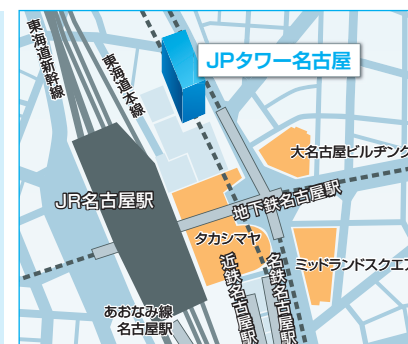 東海道新幹線
東海道本線
JPタワー名古屋
大名古屋ビルヂング
JR名古屋駅
地下鉄名古屋駅
タカシマヤ
ミッドランドスクエア
近鉄名古屋駅
名鉄名古屋駅
あおなみ線
名古屋駅